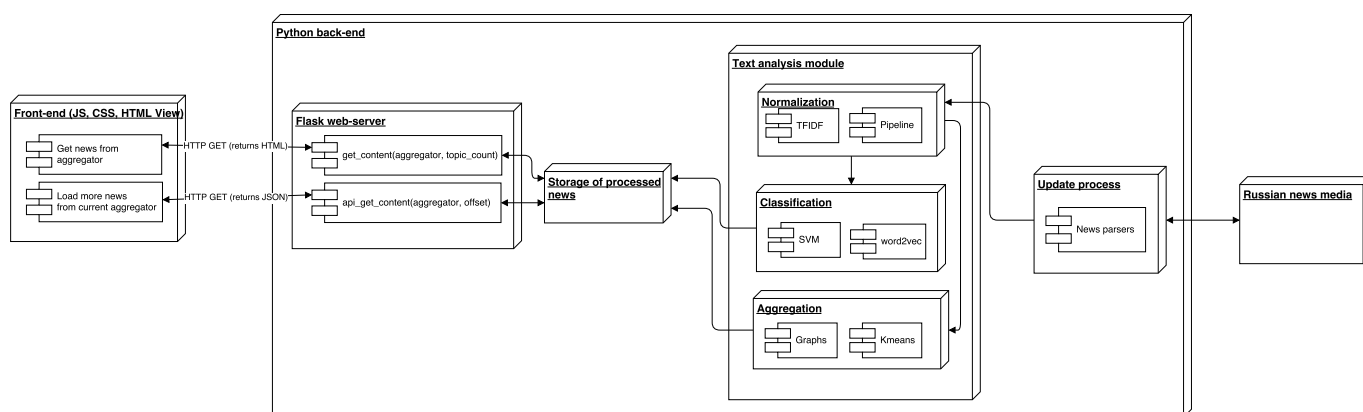 Python back-end
Front-end (JS, CSS, HTML View)
Get news from
aggregator
Load more news
from current aggregator
HTTP GET (returns HTML)
HTTP GET (returns JSON)
Flask web-server
get_content(aggregator, topic_count)
api_get_content(aggregator, offset)
Storage of processed
news
Text analysis module
Normalization
TFIDF
Pipeline
Classification
SVM
word2vec
Aggregation
Graphs
Kmeans
Update process
News parsers
Russian news media